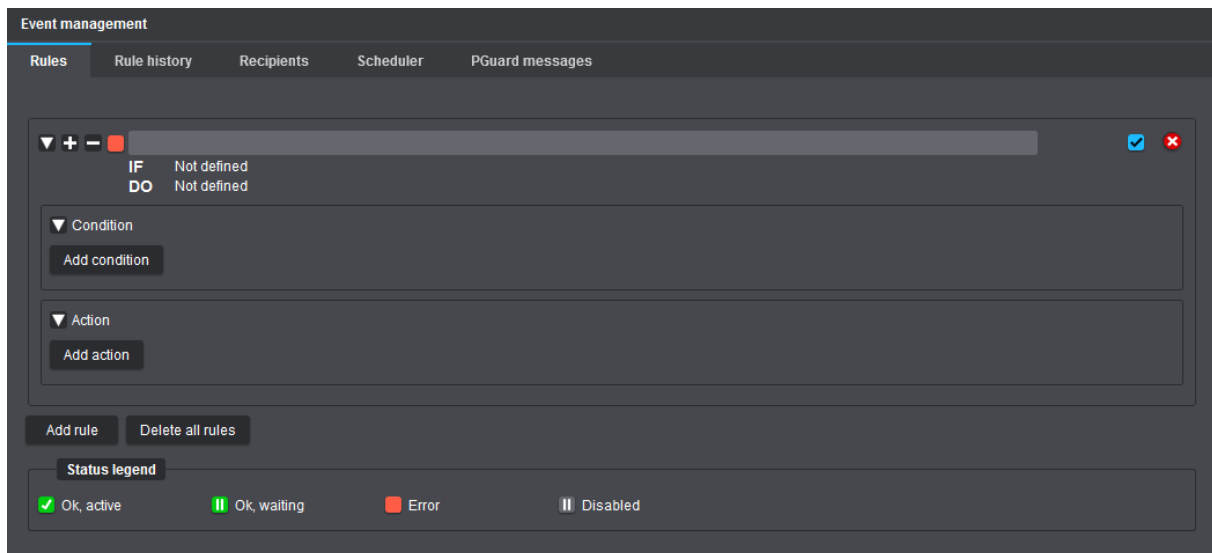 Event management
Rules Rule history Recipients Scheduler PGuard messages
IF Not defined
DO Not defined
Condition
Add condition
Action
Add action
Add rule Delete all rules
Status legend
Ok, active Ok, waiting Error Disabled